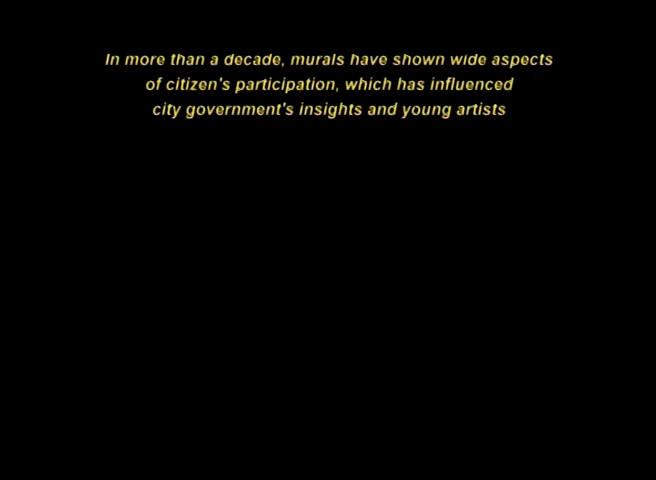 In more than a decade, murals have shown wide aspects
of citizen's participation, which has influenced
city government's insights and young artists